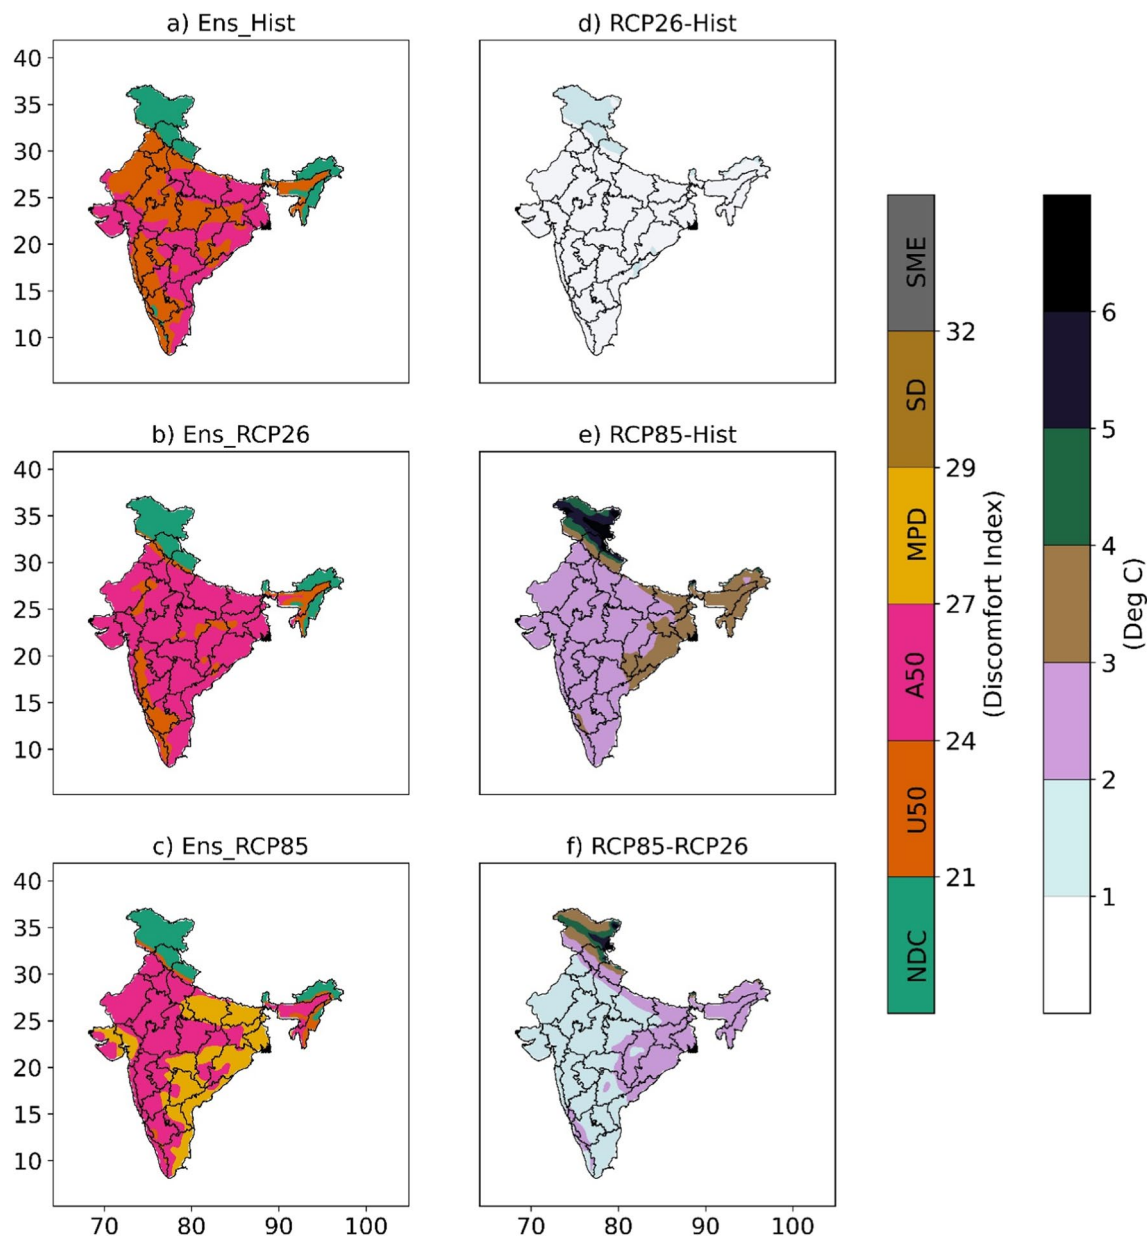 a) Ens_Hist
d) RCP26-Hist
40
35
30
25
20
15
10
b) Ens_RCP26
e) RCP85-Hist
40
35
30
25
20
15
10
c) Ens_RCP85
f) RCP85-RCP26
40
35
30
25
20
15
10
70 80 90 100
70 80 90 100
SME
32
SD
29
MPD
27
A50
24
U50
21
NDC
(Discomfort Index)
6
5
4
3
2
1
(Deg C)